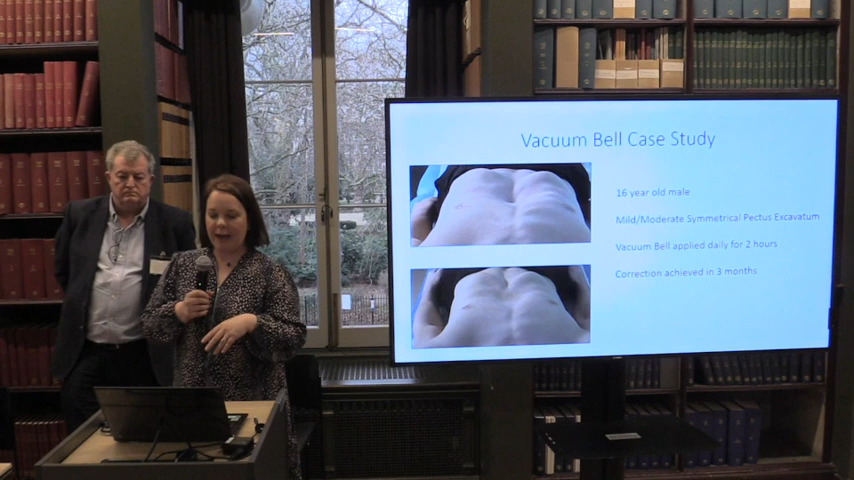 Vacuum Bell Case Study
16 year old male
Mild/Moderate Symmetrical Pectus Excavatum
Vacuum Bell applied daily for 2 hours
Correction achieved in 3 months